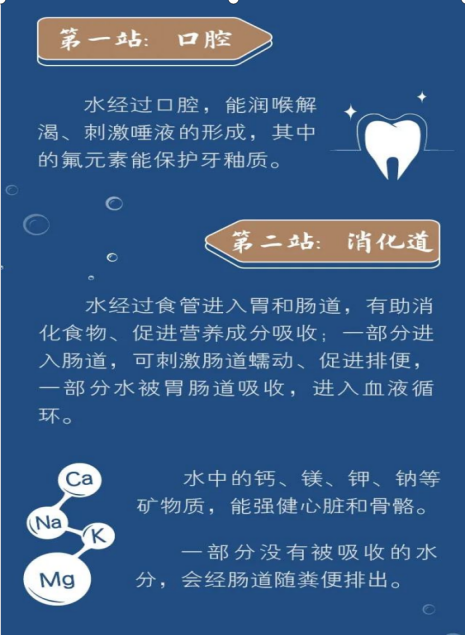 第一站：口腔
水经过口腔，能润喉解
渴、刺激唾液的形成，其中
的氟元素能保护牙釉质。
第二站：消化道
水经过食管进入胃和肠道，有助消
化食物、促进营养成分吸收；一部分进
入肠道，可刺激肠道蠕动、促进排便，
一部分水被胃肠道吸收，进入血液循
环。
水中的钙、镁、钾、钠等
矿物质，能强健心脏和骨骼。
Ca
Na
K
Mg
一部分没有被吸收的水
分，会经肠道随粪便排出。